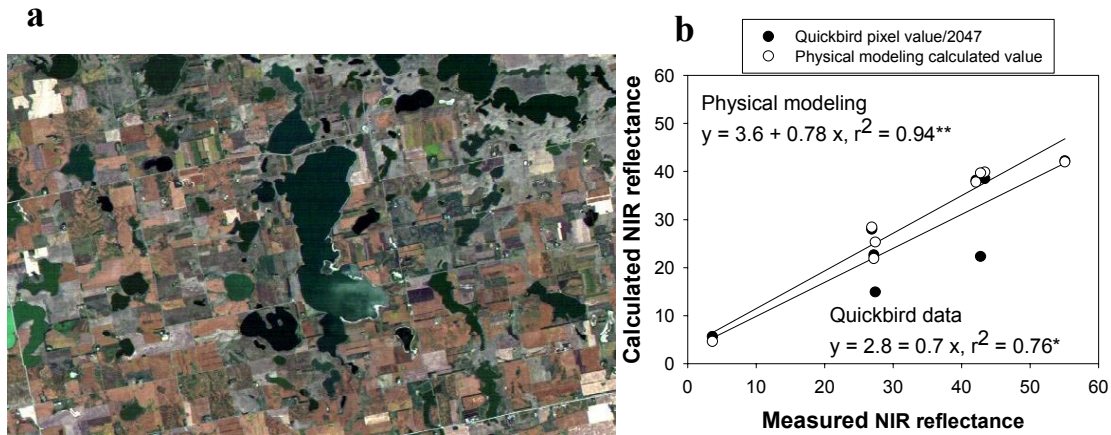 a
b
Quickbird pixel value/2047
Physical modeling calculated value
60
50
40
30
20
10
0
Calculated NIR reflectance
Physical modeling
y = 3.6 + 0.78 x, r² = 0.94**
Quickbird data
y = 2.8 = 0.7 x, r² = 0.76*
0 10 20 30 40 50 60
Measured NIR reflectance